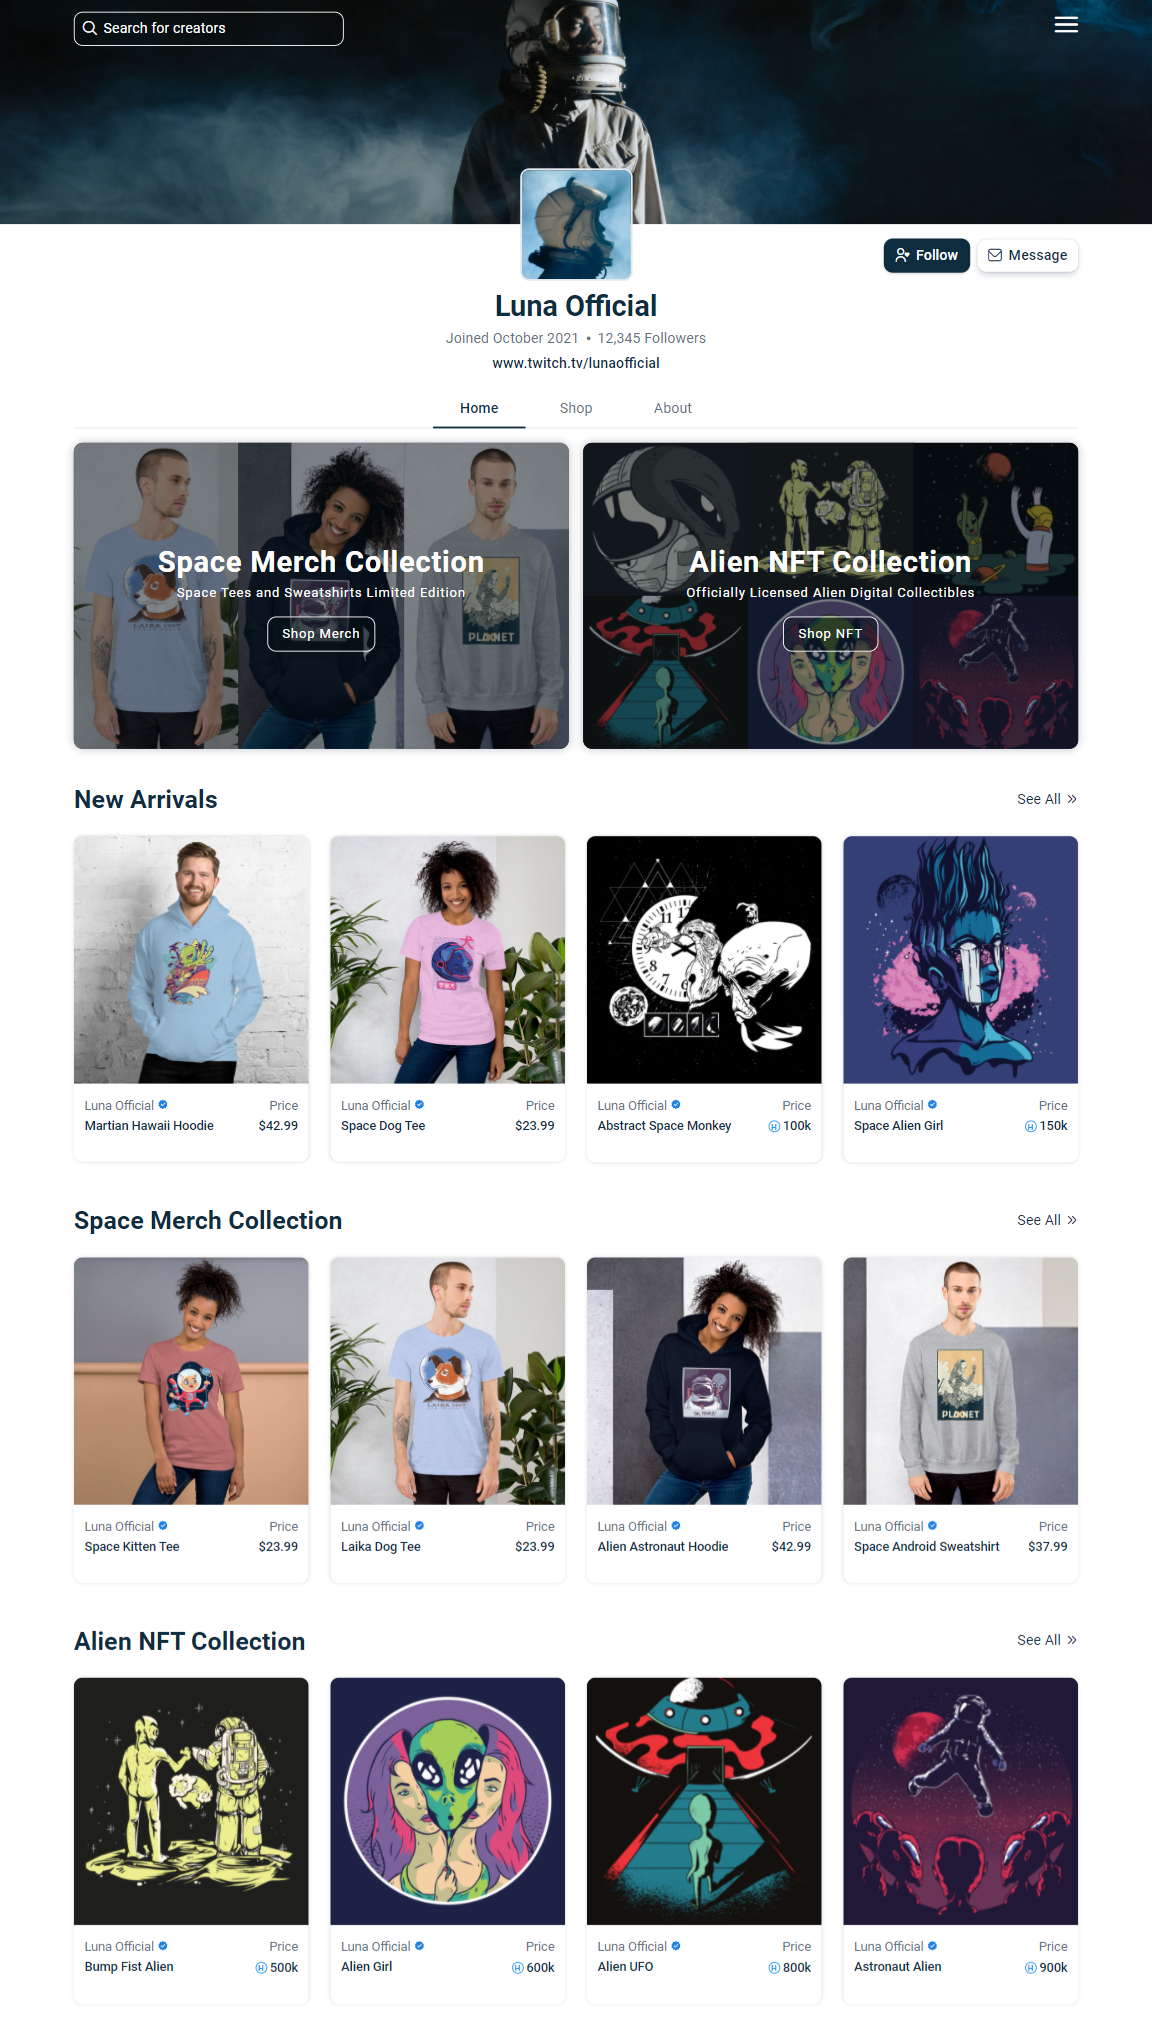 Search for creators
Follow
Message
Luna Official
Joined October 2021 • 12,345 Followers
www.twitch.tv/lunaofficial
Home
Shop
About
Space Merch Collection
Space Tees and Sweatshirts Limited Edition
Shop Merch
PLANET
Alien NFT Collection
Officially Licensed Alien Digital Collectibles
Shop NFT
New Arrivals
See All
11
8
7
6
Luna Official Price
Martian Hawaii Hoodie $42.99
Luna Official Price
Space Dog Tee $23.99
Luna Official Price
Abstract Space Monkey 100k
Luna Official Price
Space Alien Girl 150k
Space Merch Collection
See All
PLANET
Luna Official Price
Space Kitten Tee $23.99
Luna Official Price
Laika Dog Tee $23.99
Luna Official Price
Alien Astronaut Hoodie $42.99
Luna Official Price
Space Android Sweatshirt $37.99
Alien NFT Collection
See All
Luna Official Price
Bump Fist Alien 500k
Luna Official Price
Alien Girl 600k
Luna Official Price
Alien UFO 800k
Luna Official Price
Astronaut Alien 900k